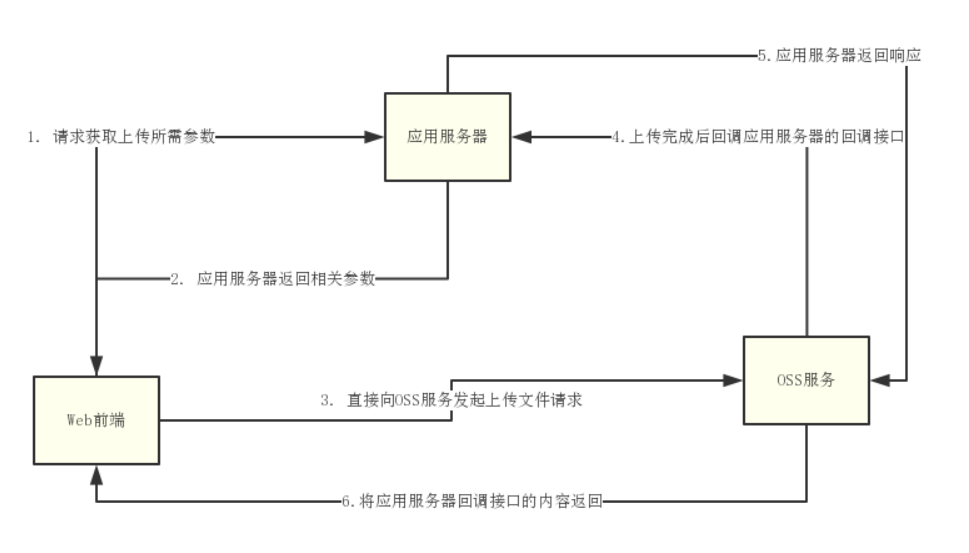 5.应用服务器返回响应
1. 请求获取上传所需参数
应用服务器
4.上传完成后回调应用服务器的回调接口
2. 应用服务器返回相关参数
OSS服务
3. 直接向OSS服务发起上传文件请求
Web前端
6.将应用服务器回调接口的内容返回